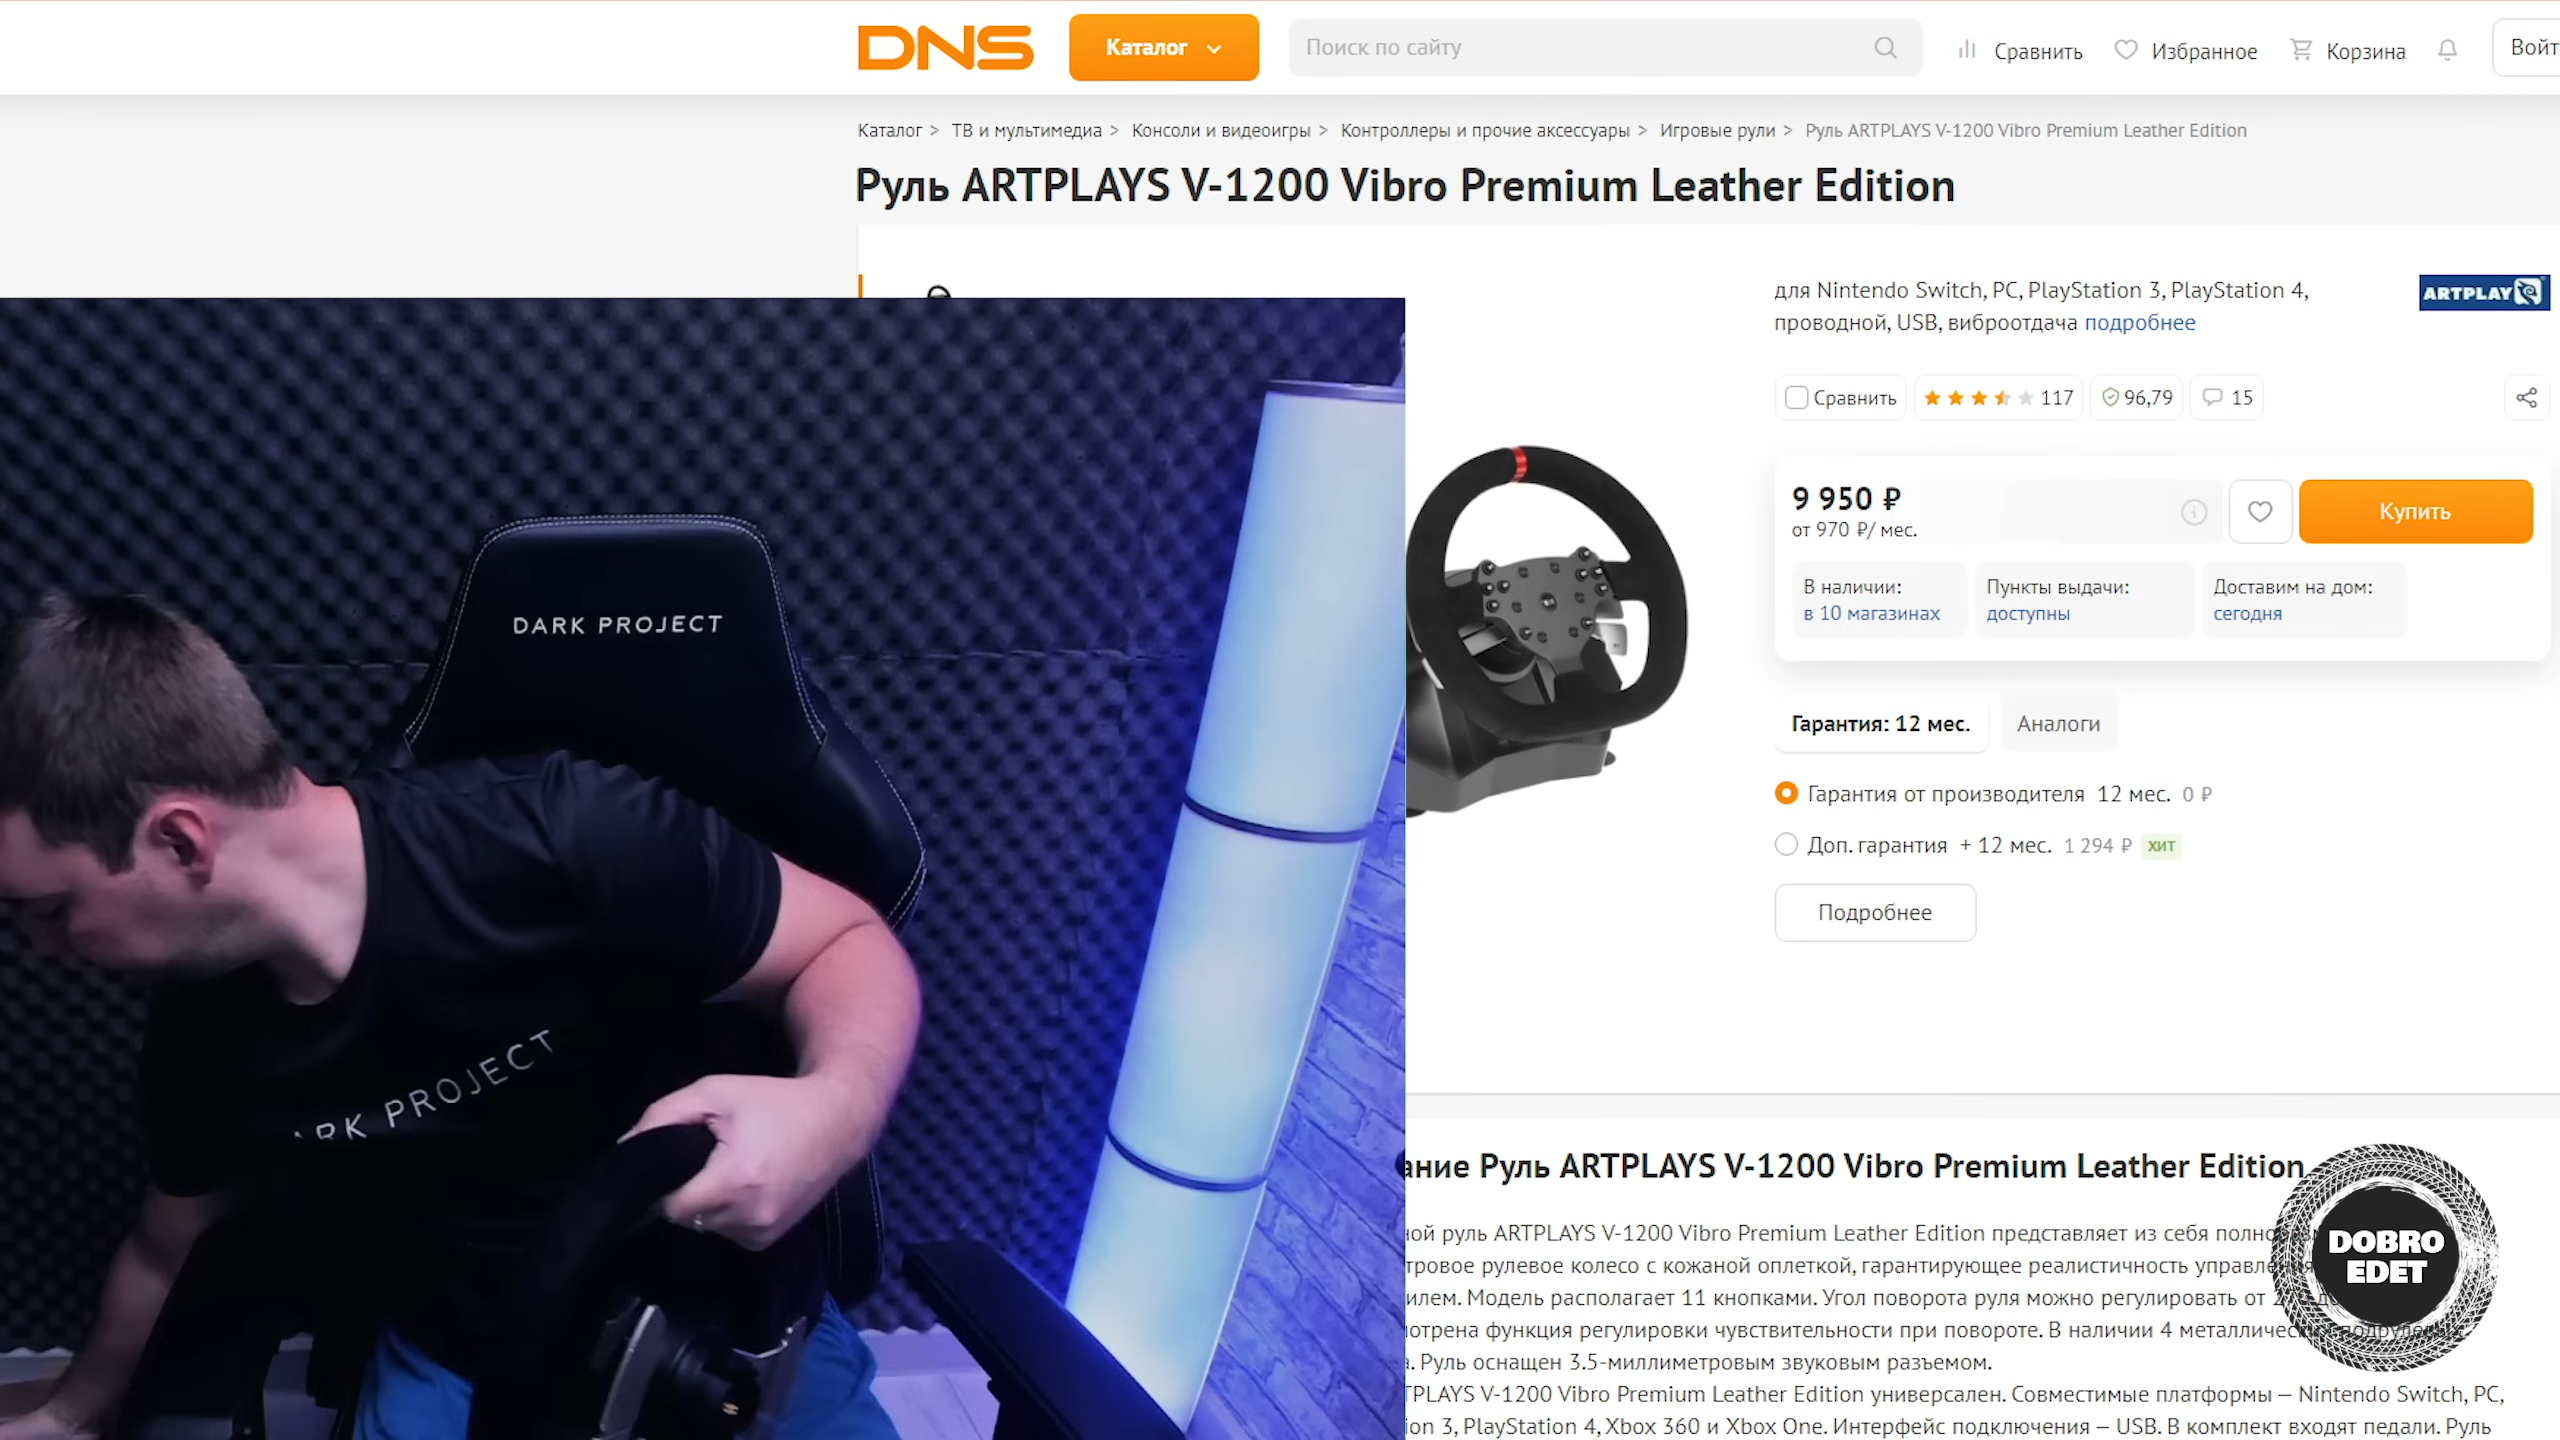 DNS
Каталог
Поиск по сайту
Сравнить
Избранное
Корзина
Войт
Каталог > ТВ и мультимедиа > Консоли и видеоигры > Контроллеры и прочие аксессуары > Игровые рули > Руль ARTPLAYS V-1200 Vibro Premium Leather Edition
Руль ARTPLAYS V-1200 Vibro Premium Leather Edition
для Nintendo Switch, PC, PlayStation 3, PlayStation 4,
проводной, USB, виброотдача подробнее
ARTPLAYS
Сравнить
117
96,79
15
9 950 ₽
от 970 ₽/ мес.
Купить
В наличии:
в 10 магазинах
Пункты выдачи:
доступны
Доставим на дом:
сегодня
Гарантия: 12 мес.
Аналоги
Гарантия от производителя 12 мес. 0 ₽
Доп. гарантия + 12 мес. 1 294 ₽ ХИТ
Подробнее
DARK PROJECT
ARK PROJECT
ание Руль ARTPLAYS V-1200 Vibro Premium Leather Edition
ной руль ARTPLAYS V-1200 Vibro Premium Leather Edition представляет из себя
тровое рулевое колесо с кожаной оплеткой, гарантирующее реалистичность
илем. Модель располагает 11 кнопками. Угол поворота руля можно регулировать от
отрена функция регулировки чувствительности при повороте. В наличии 4
а. Руль оснащен 3.5-миллиметровым звуковым разъемом.
TPLAYS V-1200 Vibro Premium Leather Edition универсален. Совместимые платформы – Nintendo Switch, PC,
ion 3, PlayStation 4, Xbox 360 и Xbox One. Интерфейс подключения – USB. В комплект входят педали. Руль
DOBRO
EDET